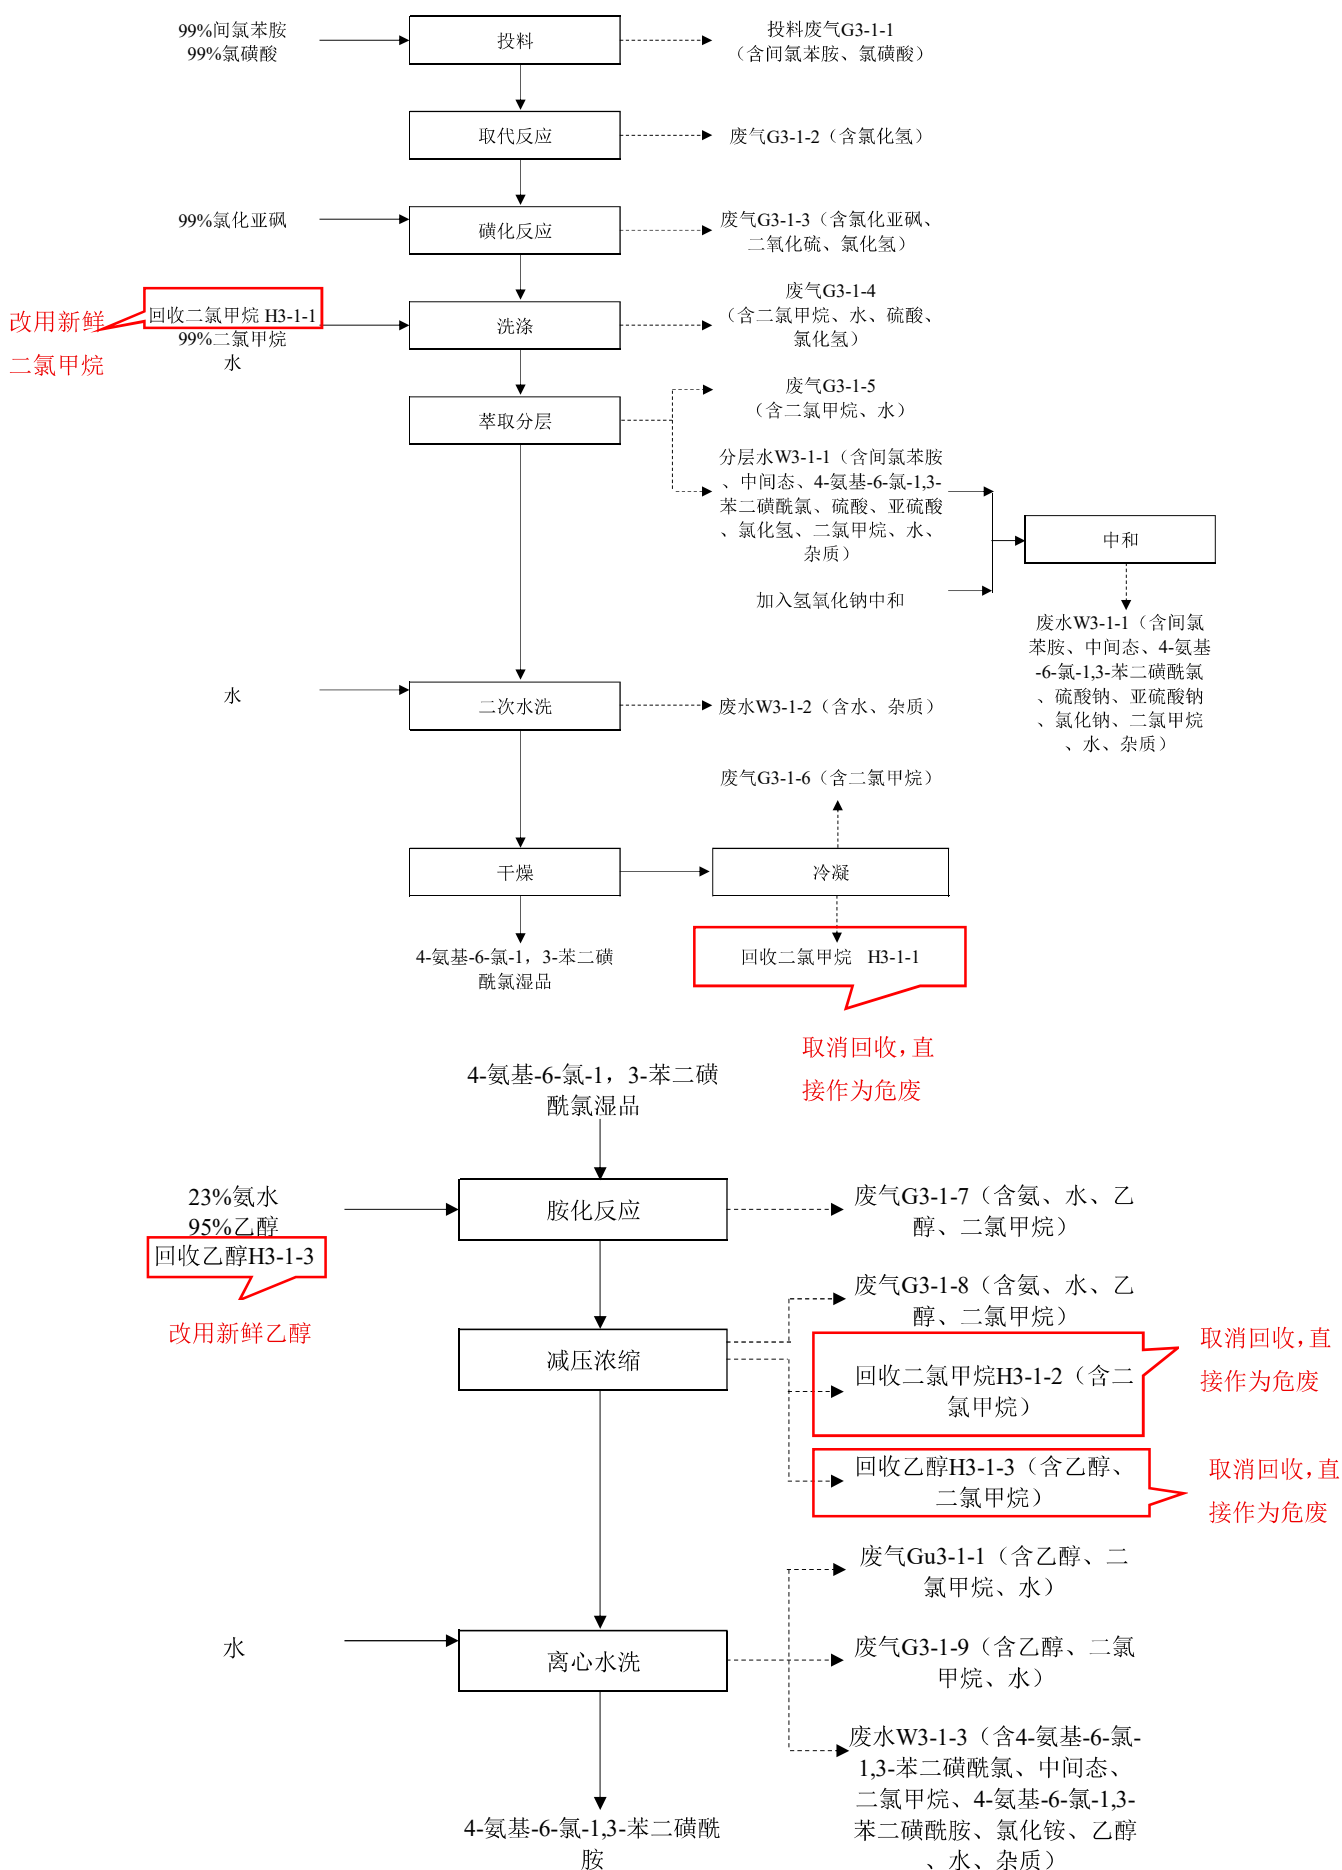 99%间氯苯胺
99%氯磺酸
投料
投料废气G3-1-1
（含间氯苯胺、氯磺酸）
取代反应
废气G3-1-2（含氯化氢）
99%氯化亚砜
磺化反应
废气G3-1-3（含氯化亚砜、
二氧化硫、氯化氢）
改用新鲜
二氯甲烷
回收二氯甲烷 H3-1-1
99%二氯甲烷
水
洗涤
废气G3-1-4
（含二氯甲烷、水、硫酸、
氯化氢）
萃取分层
废气G3-1-5
（含二氯甲烷、水）
分层水W3-1-1（含间氯苯胺
、中间态、4-氨基-6-氯-1,3-
苯二磺酰氯、硫酸、亚硫酸
、氯化氢、二氯甲烷、水、
杂质）
加入氢氧化钠中和
中和
废水W3-1-1（含间氯
苯胺、中间态、4-氨基
-6-氯-1,3-苯二磺酰氯
、硫酸钠、亚硫酸钠
、氯化钠、二氯甲烷
、水、杂质）
水
二次水洗
废水W3-1-2（含水、杂质）
废气G3-1-6（含二氯甲烷）
干燥
冷凝
4-氨基-6-氯-1，3-苯二磺
酰氯湿品
回收二氯甲烷 H3-1-1
取消回收，直
接作为危废
4-氨基-6-氯-1，3-苯二磺
酰氯湿品
23%氨水
95%乙醇
回收乙醇H3-1-3
改用新鲜乙醇
胺化反应
废气G3-1-7（含氨、水、乙
醇、二氯甲烷）
减压浓缩
废气G3-1-8（含氨、水、乙
醇、二氯甲烷）
回收二氯甲烷H3-1-2（含二
氯甲烷）
取消回收，直
接作为危废
回收乙醇H3-1-3（含乙醇、
二氯甲烷）
取消回收，直
接作为危废
水
离心水洗
废气Gu3-1-1（含乙醇、二
氯甲烷、水）
废气G3-1-9（含乙醇、二氯
甲烷、水）
废水W3-1-3（含4-氨基-6-氯-
1,3-苯二磺酰氯、中间态、
二氯甲烷、4-氨基-6-氯-1,3-
苯二磺酰胺、氯化铵、乙醇
、水、杂质）
4-氨基-6-氯-1,3-苯二磺酰
胺